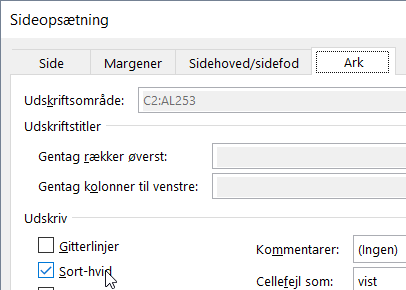 Sideopsætning
Side Margener Sidehoved/sidefod Ark
Udskriftsområde: C2:AL253
Udskriftstitler
Gentag rækker øverst:
Gentag kolonner til venstre:
Udskriv
Gitterlinjer Kommentarer: (Ingen)
Sort-hvid Cellefejl som: vist